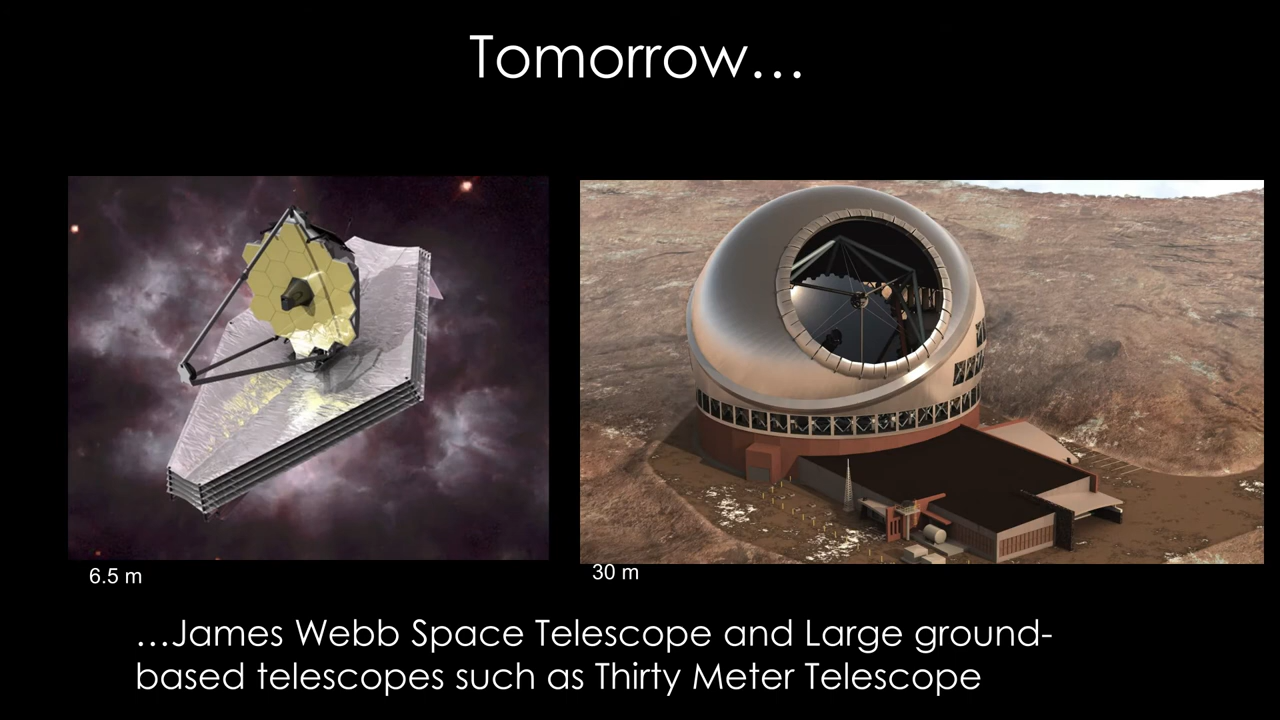 Tomorrow…
6.5 m
30 m
…James Webb Space Telescope and Large ground-
based telescopes such as Thirty Meter Telescope